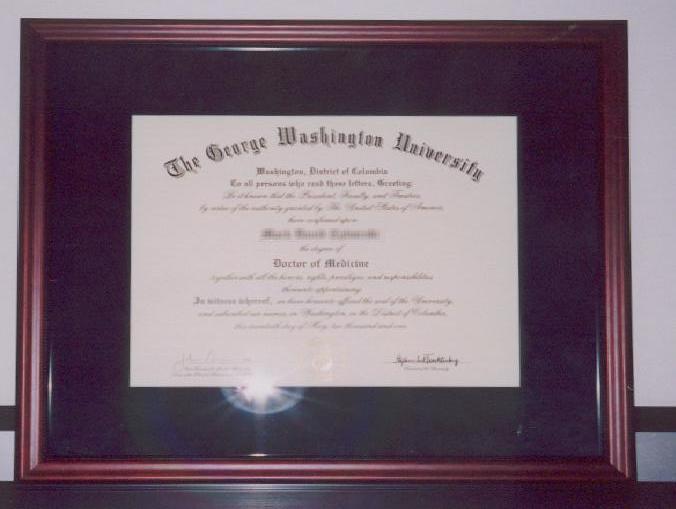 The George Washington University
Washington, District of Columbia
To all persons who read these letters, Greeting:
Be it known that the President, Faculty, and Trustees,
by virtue of the authority granted by The United States of America,
have conferred upon
the degree of
Doctor of Medicine
together with all the honors, rights, privileges, and responsibilities
thereunto appertaining.
In witness whereof, we have hereunto affixed the seal of the University,
and subscribed our names, in Washington, in the District of Columbia,
this twentieth day of May, two thousand and one.